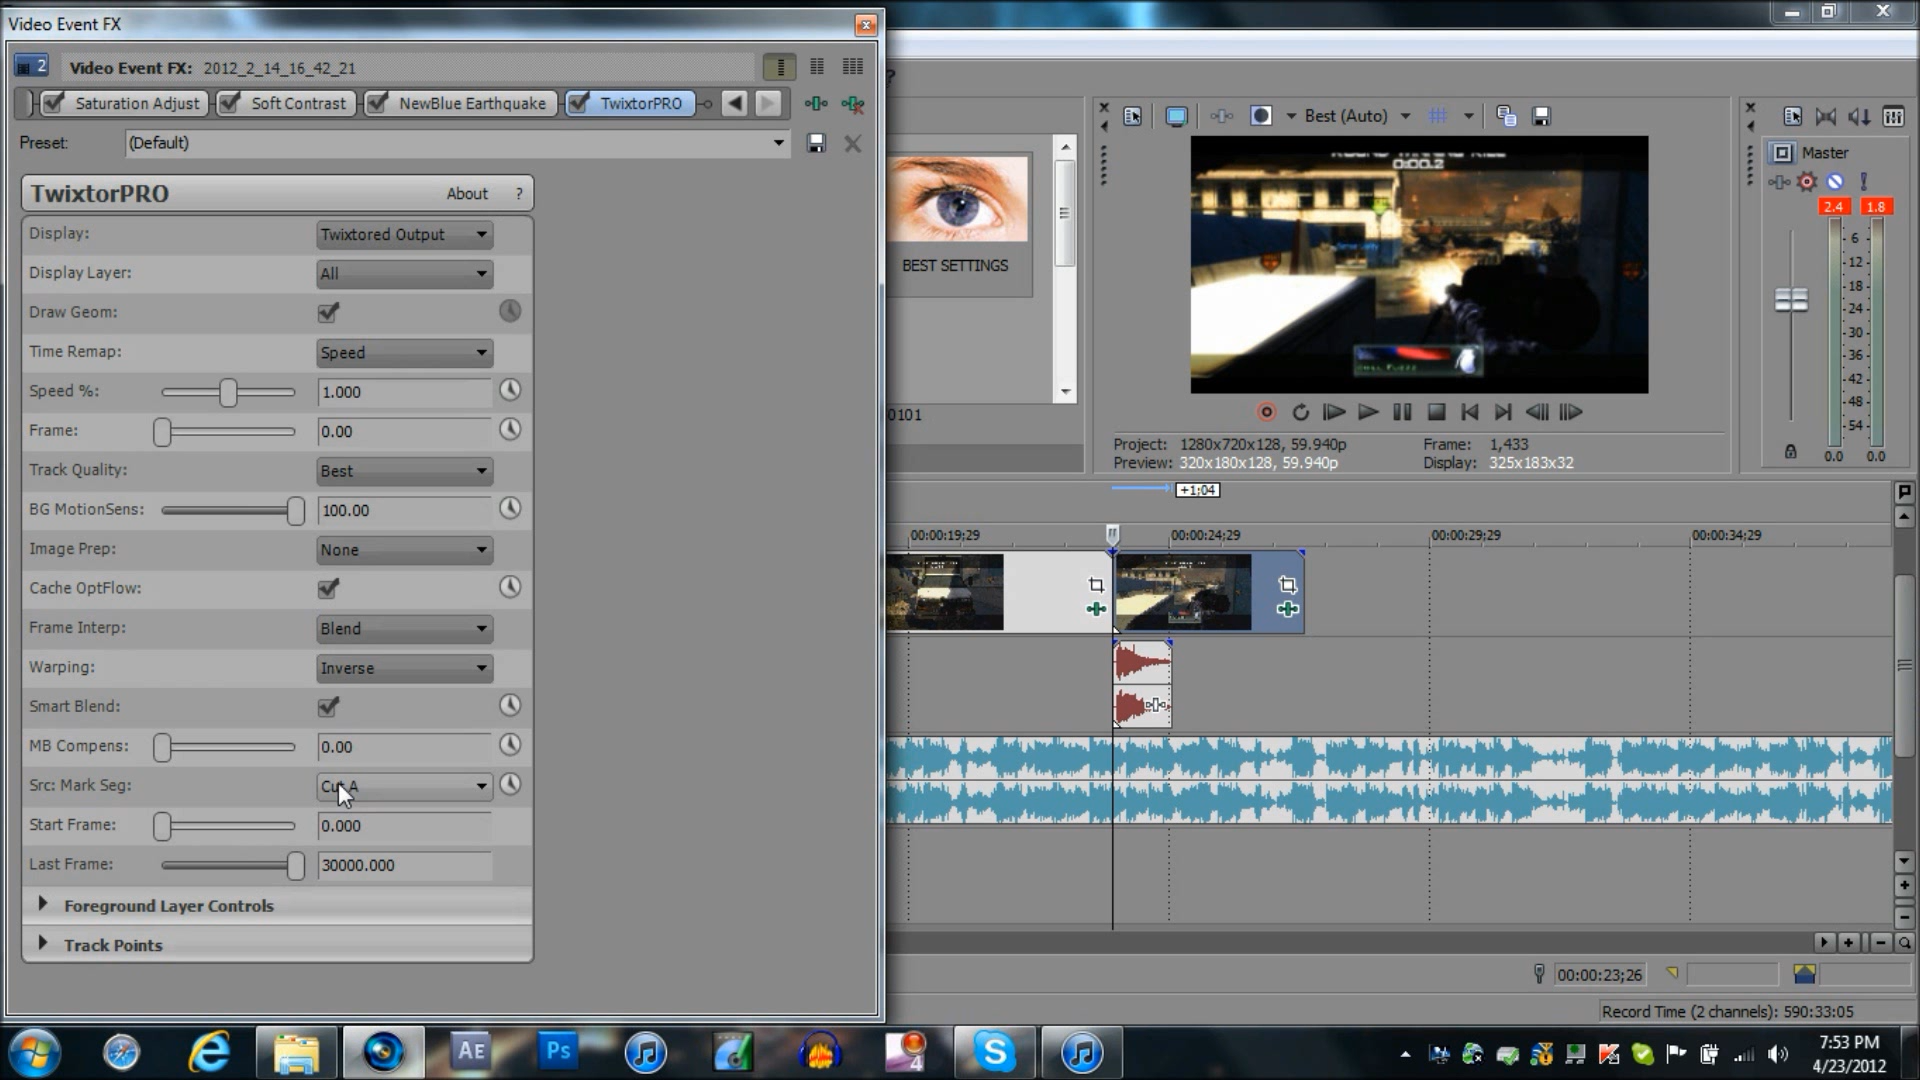 Video Event FX
2
Video Event FX: 2012_2_14_16_42_21
Saturation Adjust
Soft Contrast
NewBlue Earthquake
TwixtorPRO
Preset:
(Default)
TwixtorPRO
About
?
Display:
Twixtored Output
Display Layer:
All
Draw Geom:
Time Remap:
Speed
Speed %:
1.000
Frame:
0.00
Track Quality:
Best
BG MotionSens:
100.00
Image Prep:
None
Cache OptFlow:
Frame Interp:
Blend
Warping:
Inverse
Smart Blend:
MB Compens:
0.00
Src: Mark Seg:
Cut A
Start Frame:
0.000
Last Frame:
30000.000
Foreground Layer Controls
Track Points
?
BEST SETTINGS
0101
Best (Auto)
0:00.2
Project: 1280x720x128, 59.940p
Frame: 1,433
Preview: 320x180x128, 59.940p
Display: 325x183x32
Master
2.4
1.8
6
12
18
24
30
36
42
48
54
0.0
0.0
+1;04
00:00:19;29
00:00:24;29
00:00:29;29
00:00:34;29
00:00:23;26
Record Time (2 channels): 590:33:05
AE
Ps
4
7:53 PM
4/23/2012